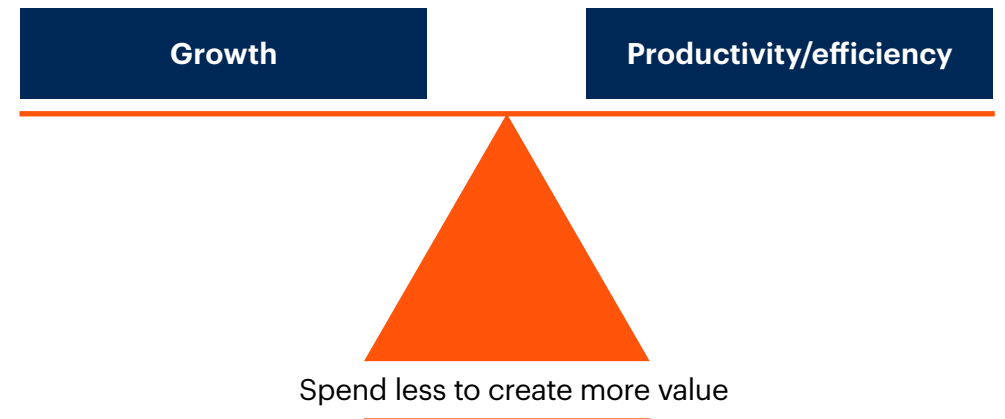 Growth
Productivity/efficiency
Spend less to create more value